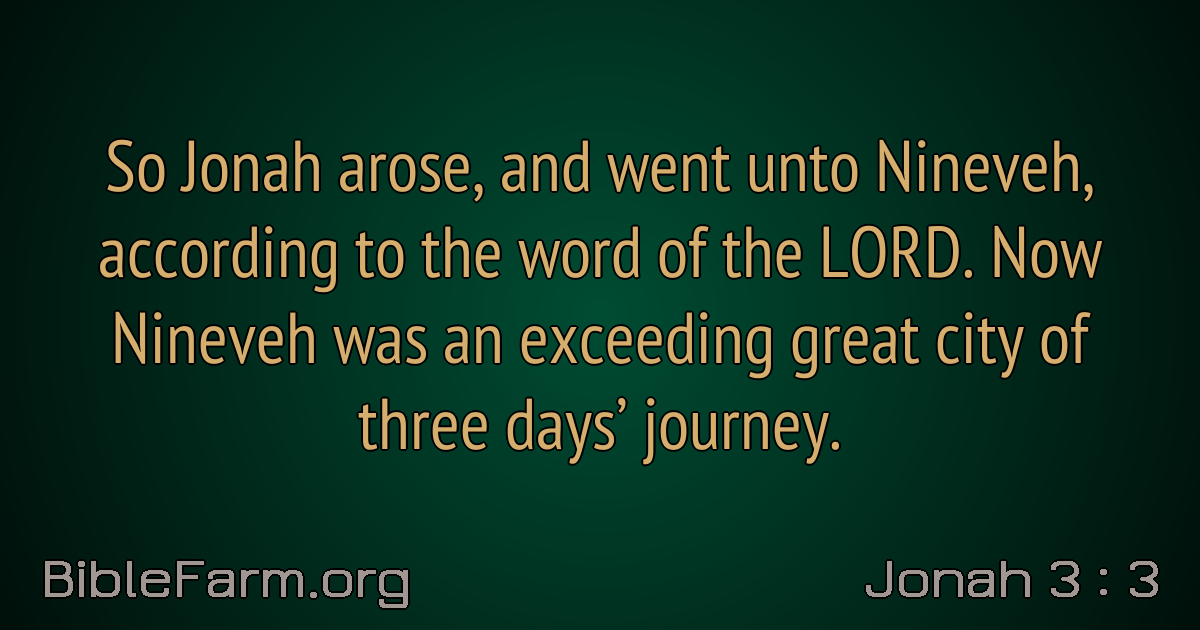 So Jonah arose, and went unto Nineveh,
according to the word of the LORD. Now
Nineveh was an exceeding great city of
three days’ journey.
BibleFarm.org
Jonah 3 : 3